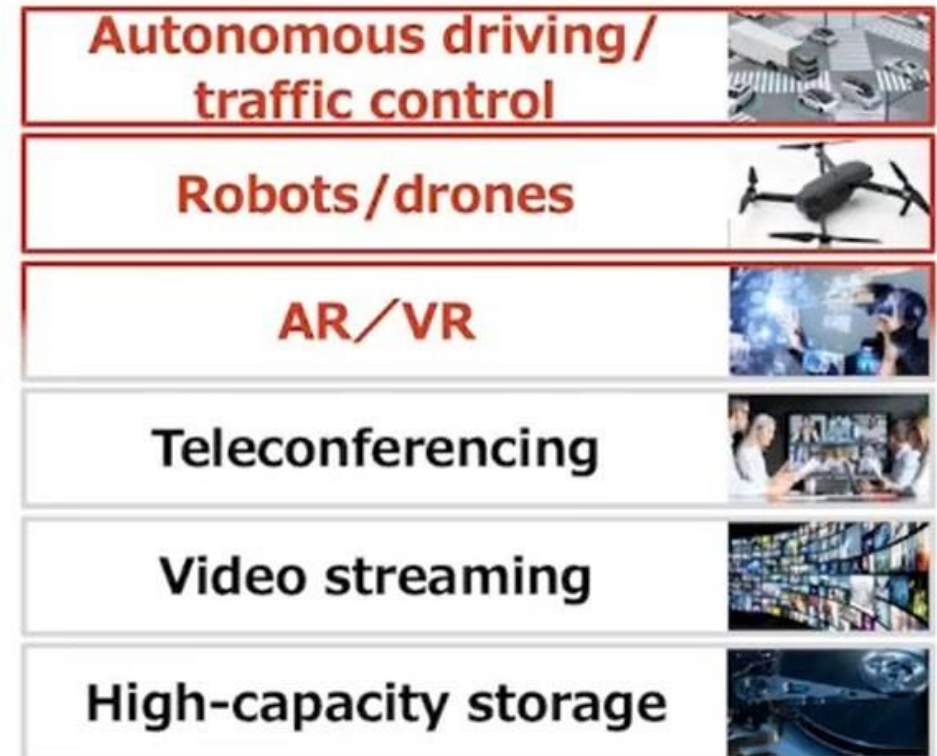 Autonomous driving/
traffic control
Robots/drones
AR／VR
Teleconferencing
Video streaming
High-capacity storage